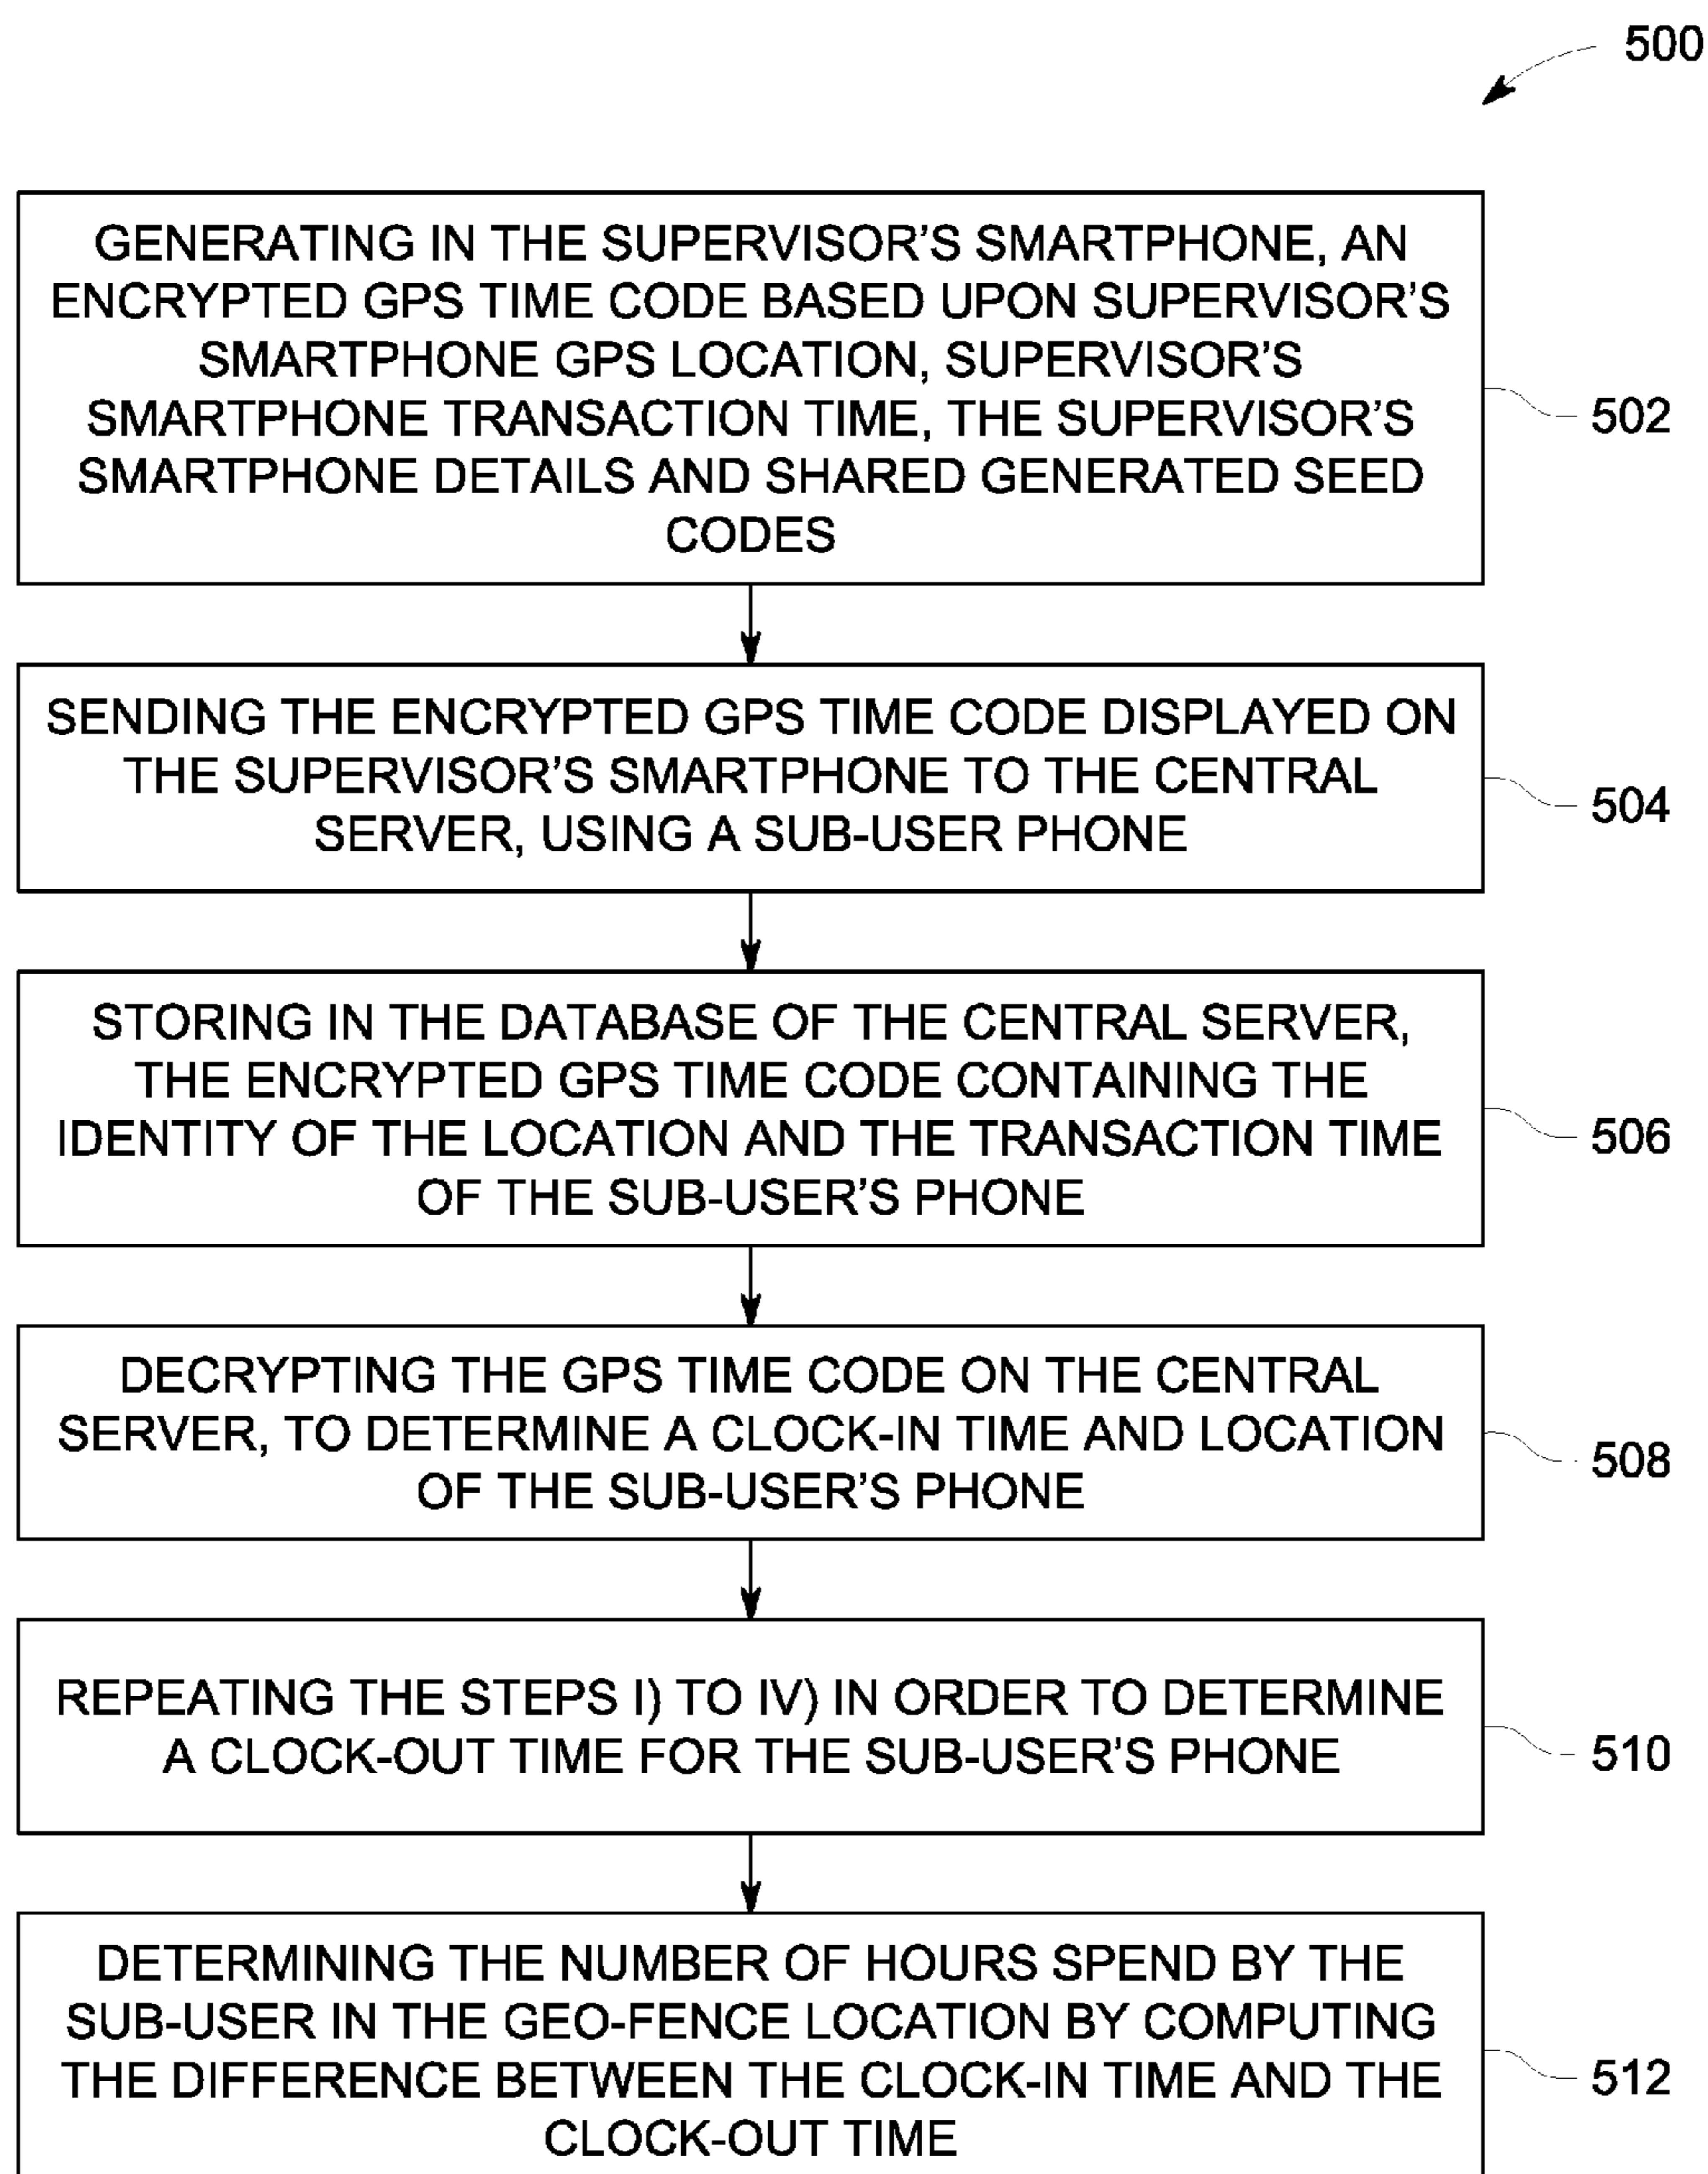 500
GENERATING IN THE SUPERVISOR'S SMARTPHONE, AN
ENCRYPTED GPS TIME CODE BASED UPON SUPERVISOR'S
SMARTPHONE GPS LOCATION, SUPERVISOR'S
SMARTPHONE TRANSACTION TIME, THE SUPERVISOR'S
SMARTPHONE DETAILS AND SHARED GENERATED SEED
CODES
502
SENDING THE ENCRYPTED GPS TIME CODE DISPLAYED ON
THE SUPERVISOR'S SMARTPHONE TO THE CENTRAL
SERVER, USING A SUB-USER PHONE
504
STORING IN THE DATABASE OF THE CENTRAL SERVER,
THE ENCRYPTED GPS TIME CODE CONTAINING THE
IDENTITY OF THE LOCATION AND THE TRANSACTION TIME
OF THE SUB-USER'S PHONE
506
DECRYPTING THE GPS TIME CODE ON THE CENTRAL
SERVER, TO DETERMINE A CLOCK-IN TIME AND LOCATION
OF THE SUB-USER'S PHONE
508
REPEATING THE STEPS I) TO IV) IN ORDER TO DETERMINE
A CLOCK-OUT TIME FOR THE SUB-USER'S PHONE
510
DETERMINING THE NUMBER OF HOURS SPEND BY THE
SUB-USER IN THE GEO-FENCE LOCATION BY COMPUTING
THE DIFFERENCE BETWEEN THE CLOCK-IN TIME AND THE
CLOCK-OUT TIME
512